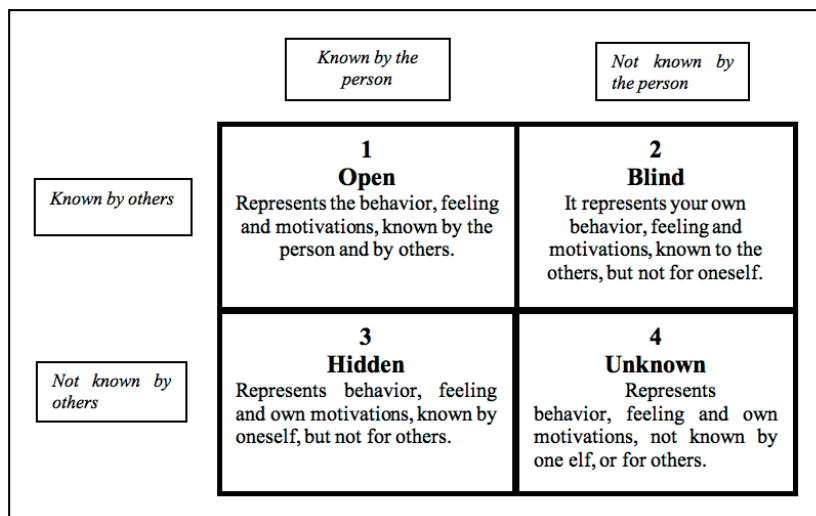 Known by the
person
Not known by
the person
Known by others
1
Open
Represents the behavior, feeling
and motivations, known by the
person and by others.
2
Blind
It represents your own
behavior, feeling and
motivations, known to the
others, but not for oneself.
Not known by
others
3
Hidden
Represents behavior, feeling
and own motivations, known by
oneself, but not for others.
4
Unknown
Represents
behavior, feeling and own
motivations, not known by
one elf, or for others.